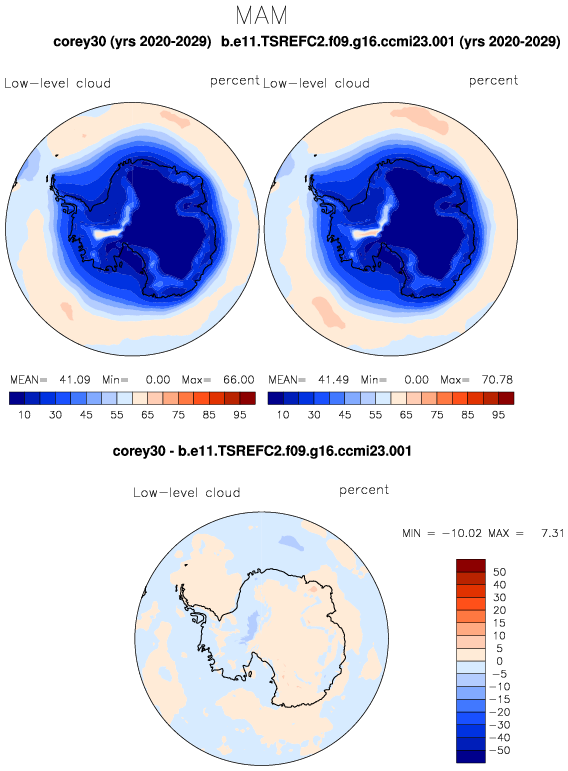 MAM
corey30 (yrs 2020-2029) b.e11.TSREFC2.f09.g16.ccmi23.001 (yrs 2020-2029)
Low-level cloud percent Low-level cloud percent
MEAN= 41.09 Min= 0.00 Max= 66.00 MEAN= 41.49 Min= 0.00 Max= 70.78
10 30 45 55 65 75 85 95 10 30 45 55 65 75 85 95
corey30 - b.e11.TSREFC2.f09.g16.ccmi23.001
Low-level cloud percent
MIN = -10.02 MAX = 7.31
50
40
30
20
15
10
5
0
-5
-10
-15
-20
-30
-40
-50